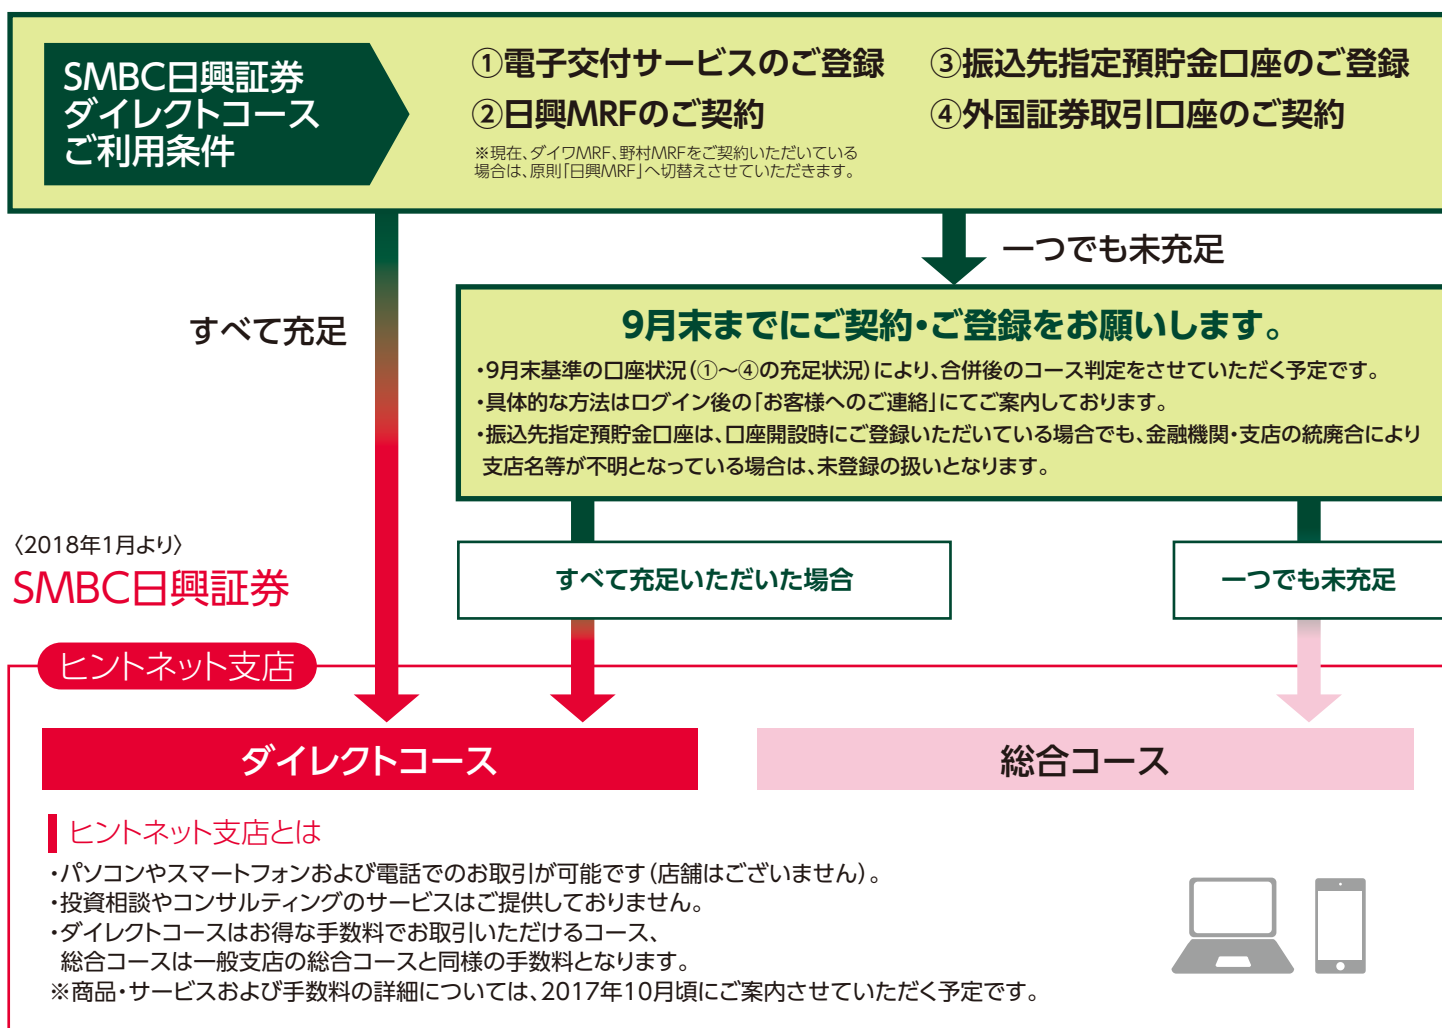 SMBC日興証券
ダイレクトコース
ご利用条件
①電子交付サービスのご登録
②日興MRFのご契約
※現在、ダイワMRF、野村MRFをご契約いただいている
場合は、原則「日興MRF」へ切替えさせていただきます。
③振込先指定預貯金口座のご登録
④外国証券取引口座のご契約
すべて充足
一つでも未充足
9月末までにご契約・ご登録をお願いします。
・9月末基準の口座状況（①～④の充足状況）により、合併後のコース判定をさせていただく予定です。
・具体的な方法はログイン後の「お客様へのご連絡」にてご案内しております。
・振込先指定預貯金口座は、口座開設時にご登録いただいている場合でも、金融機関・支店の統廃合により
支店名等が不明となっている場合は、未登録の扱いとなります。
〈2018年1月より〉
SMBC日興証券
すべて充足いただいた場合
一つでも未充足
ヒントネット支店
ダイレクトコース
総合コース
ヒントネット支店とは
・パソコンやスマートフォンおよび電話でのお取引が可能です（店舗はございません）。
・投資相談やコンサルティングのサービスはご提供しておりません。
・ダイレクトコースはお得な手数料でお取引いただけるコース、
総合コースは一般支店の総合コースと同様の手数料となります。
※商品・サービスおよび手数料の詳細については、2017年10月頃にご案内させていただく予定です。